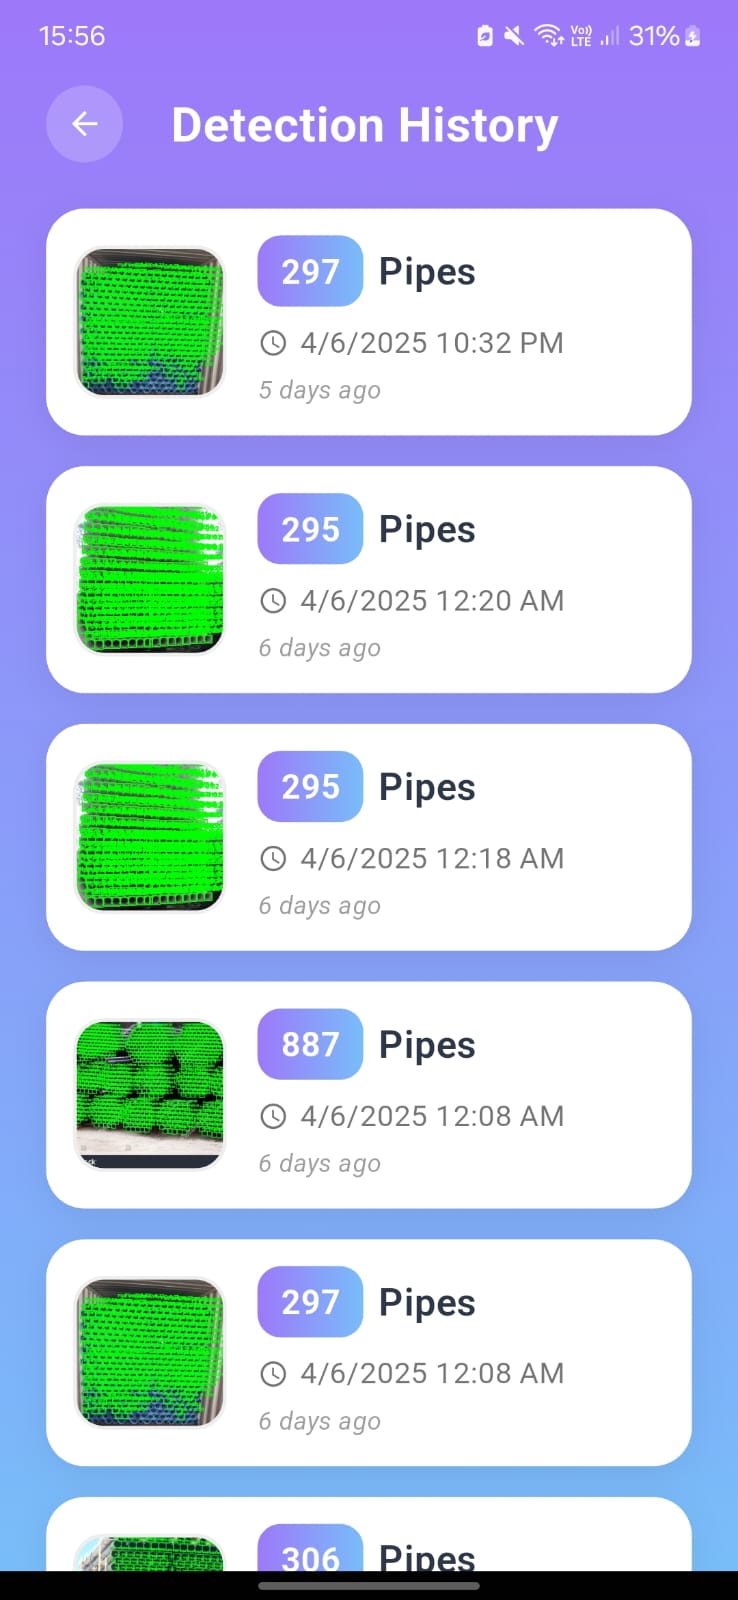 15:56
Vo)) LTE 31%
Detection History
297 Pipes
4/6/2025 10:32 PM
5 days ago
295 Pipes
4/6/2025 12:20 AM
6 days ago
295 Pipes
4/6/2025 12:18 AM
6 days ago
887 Pipes
4/6/2025 12:08 AM
6 days ago
297 Pipes
4/6/2025 12:08 AM
6 days ago
306 Pipes